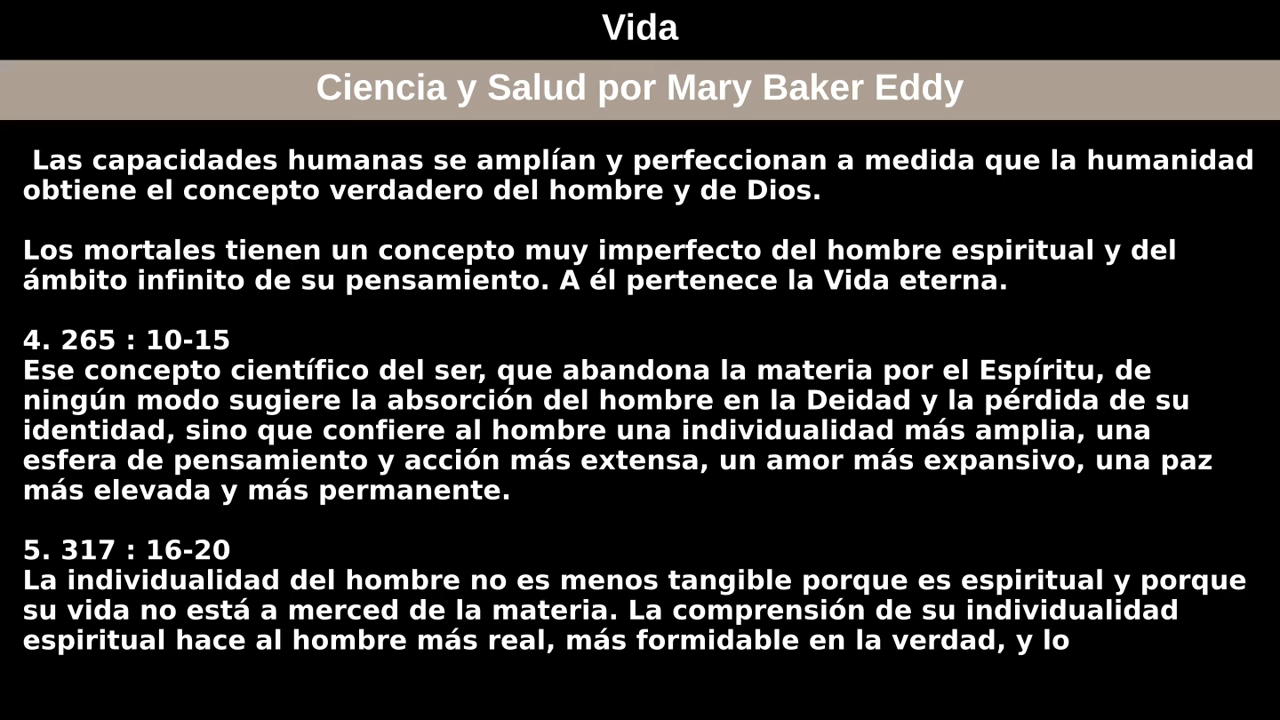 Vida
Ciencia y Salud por Mary Baker Eddy
Las capacidades humanas se amplían y perfeccionan a medida que la humanidad
obtiene el concepto verdadero del hombre y de Dios.
Los mortales tienen un concepto muy imperfecto del hombre espiritual y del
ámbito infinito de su pensamiento. A él pertenece la Vida eterna.
4. 265 : 10-15
Ese concepto científico del ser, que abandona la materia por el Espíritu, de
ningún modo sugiere la absorción del hombre en la Deidad y la pérdida de su
identidad, sino que confiere al hombre una individualidad más amplia, una
esfera de pensamiento y acción más extensa, un amor más expansivo, una paz
más elevada y más permanente.
5. 317 : 16-20
La individualidad del hombre no es menos tangible porque es espiritual y porque
su vida no está a merced de la materia. La comprensión de su individualidad
espiritual hace al hombre más real, más formidable en la verdad, y lo